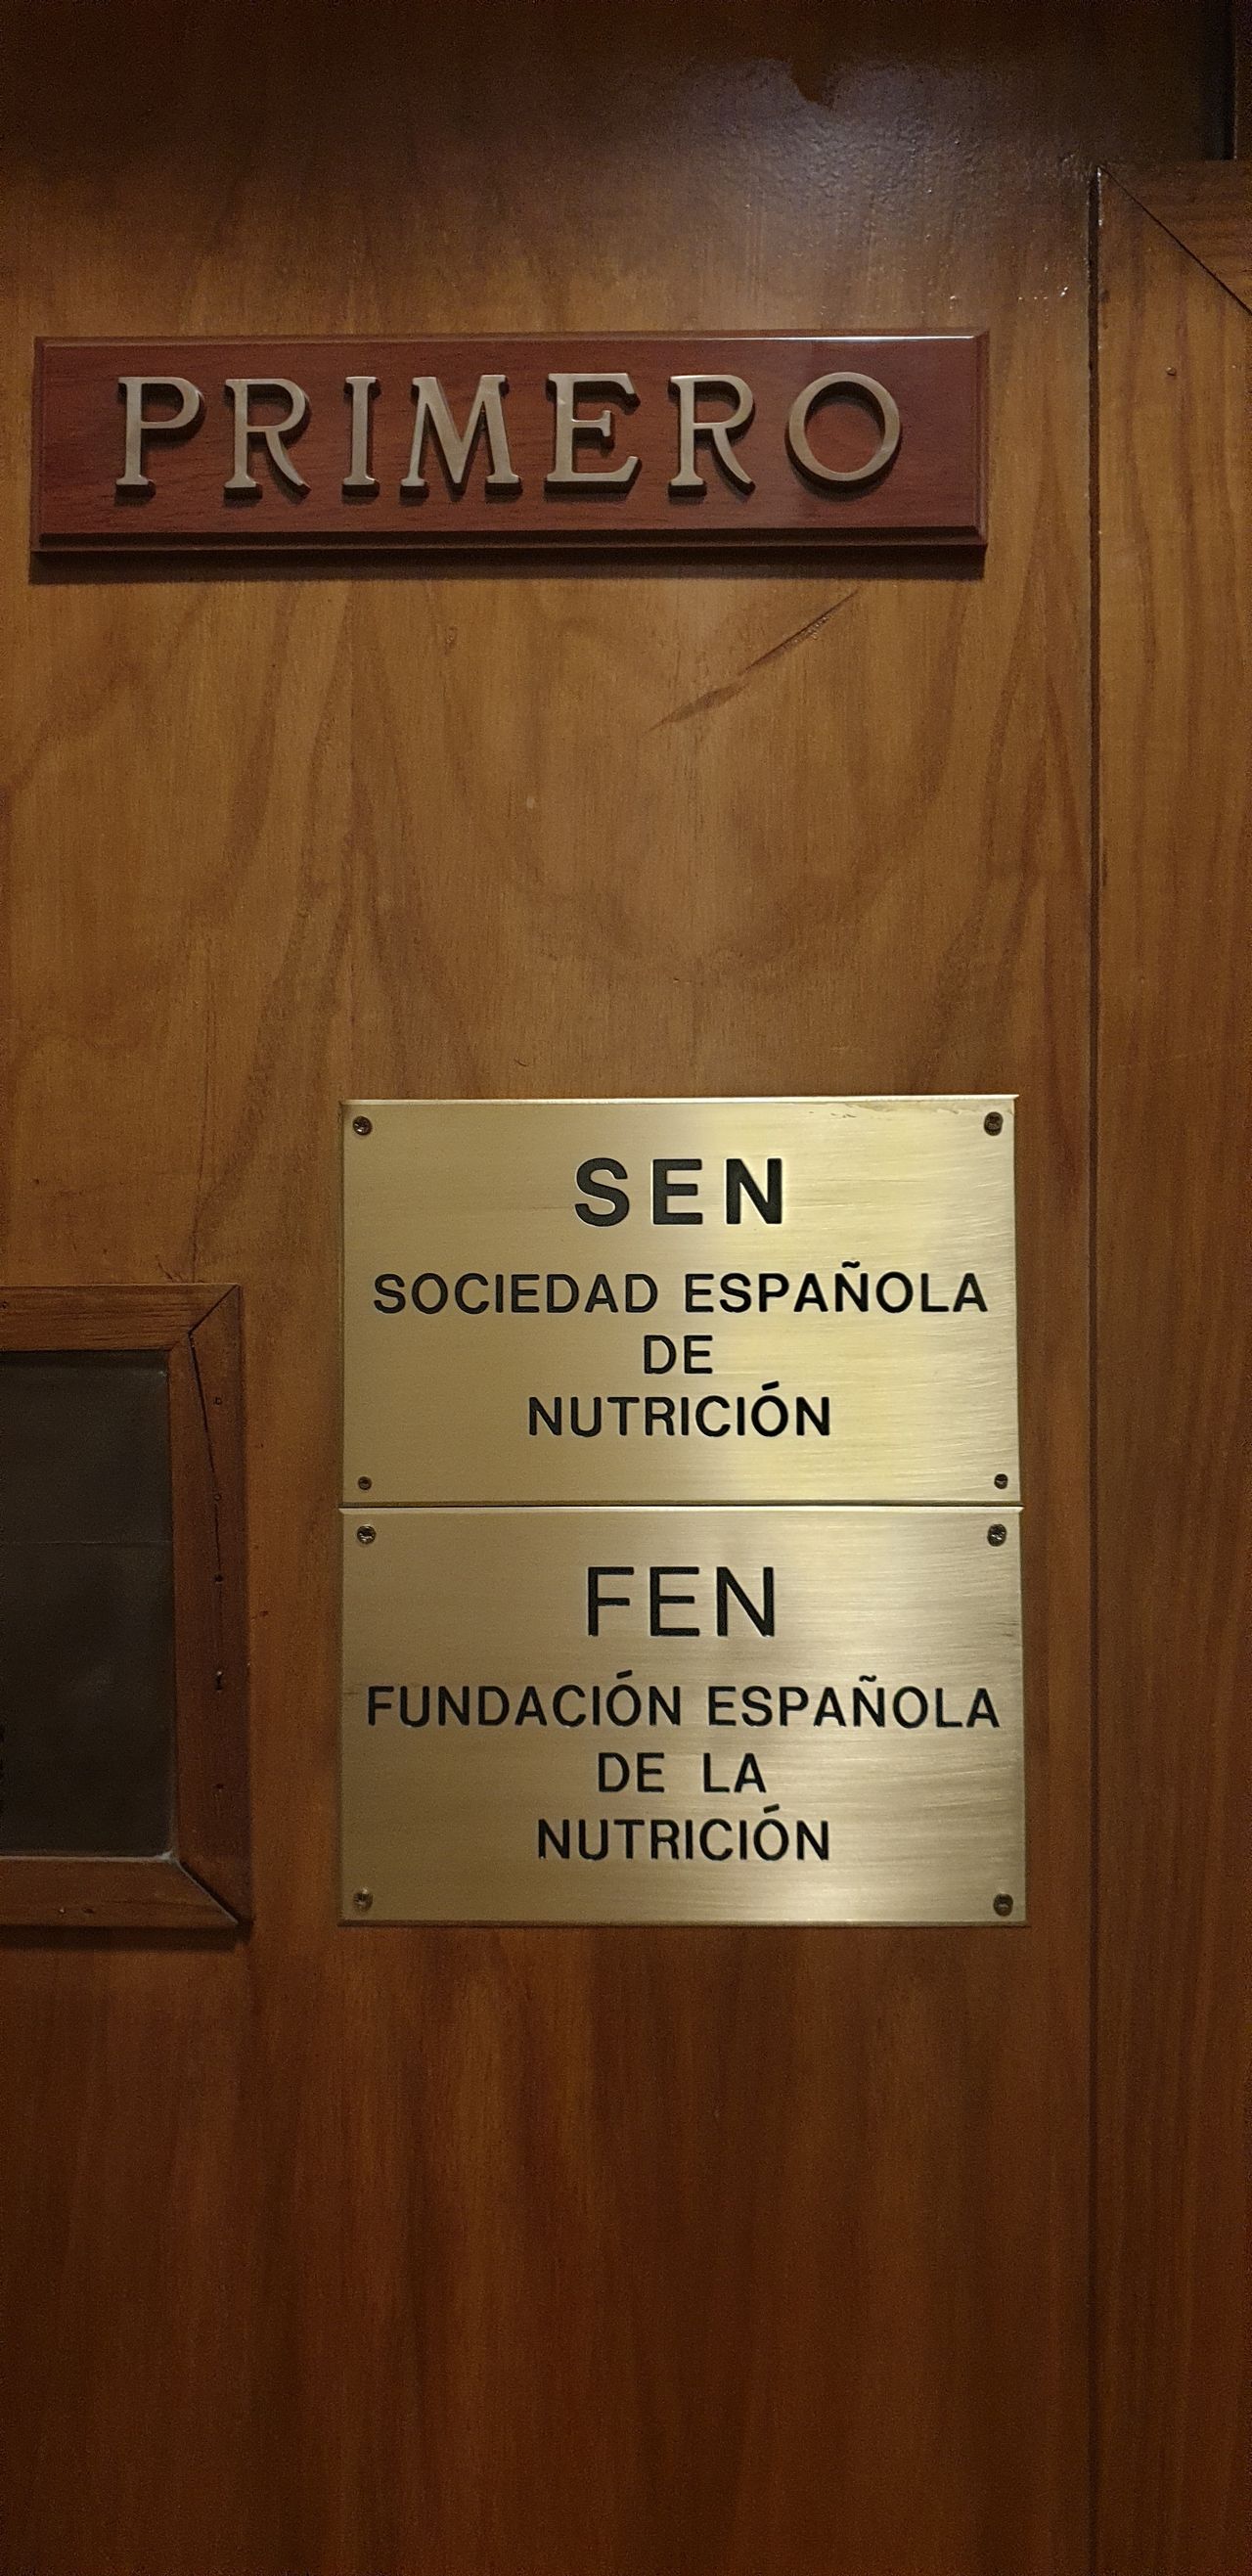 PRIMERO
SEN
SOCIEDAD ESPAÑOLA
DE
NUTRICIÓN
FEN
FUNDACIÓN ESPAÑOLA
DE LA
NUTRICIÓN